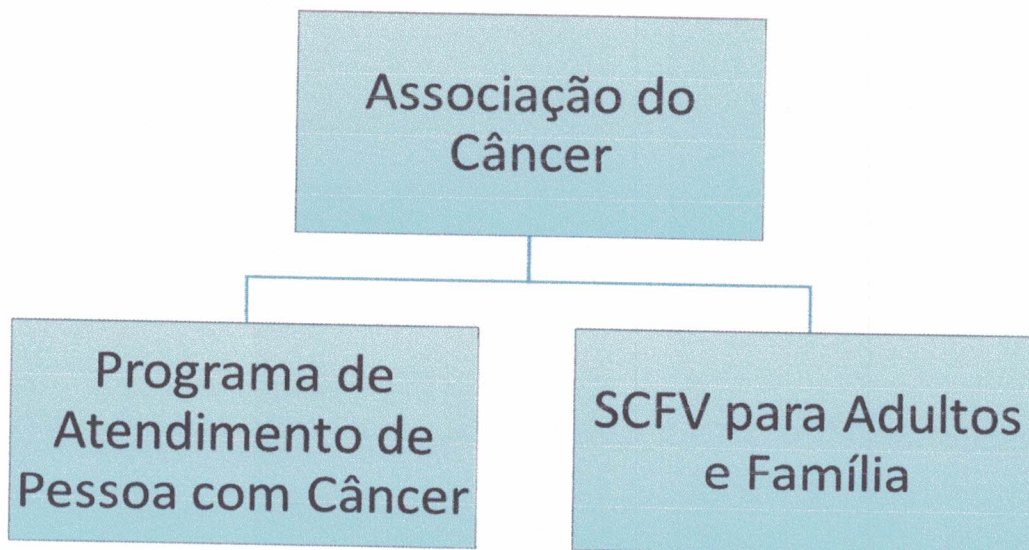 Associação do
Câncer
Programa de
Atendimento de
Pessoa com Câncer
SCFV para Adultos
e Família